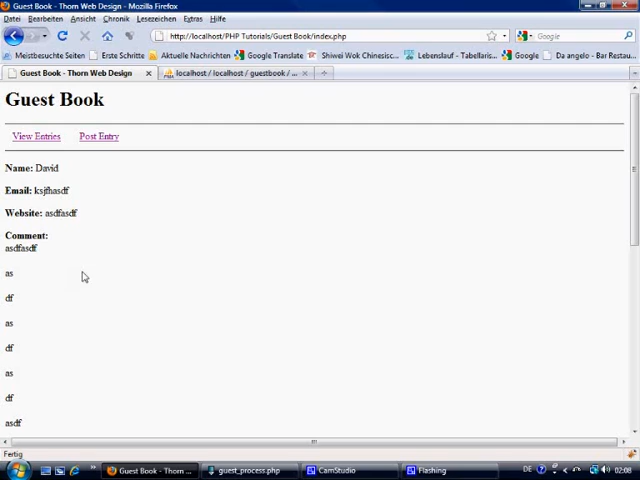 Guest Book - Thorn Web Design - Mozilla Firefox
Datei Bearbeiten Ansicht Chronik Lesezeichen Extras Hilfe
http://localhost/PHP Tutorials/Guest Book/index.php
Google
Meistbesuchte Seiten Erste Schritte Aktuelle Nachrichten Google Translate Shiwei Wok Chinesisc... Lebenslauf - Tabellaris... Google Da angelo - Bar Restau...
Guest Book - Thorn Web Design localhost / localhost / guestbook / ...
Guest Book
View Entries Post Entry
Name: David
Email: ksjfhasdf
Website: asdfasdf
Comment:
asdfasdf
as
df
as
df
as
df
asdf
Fertig
Guest Book - Thorn ... guest_process.php CamStudio Flashing DE 02:08